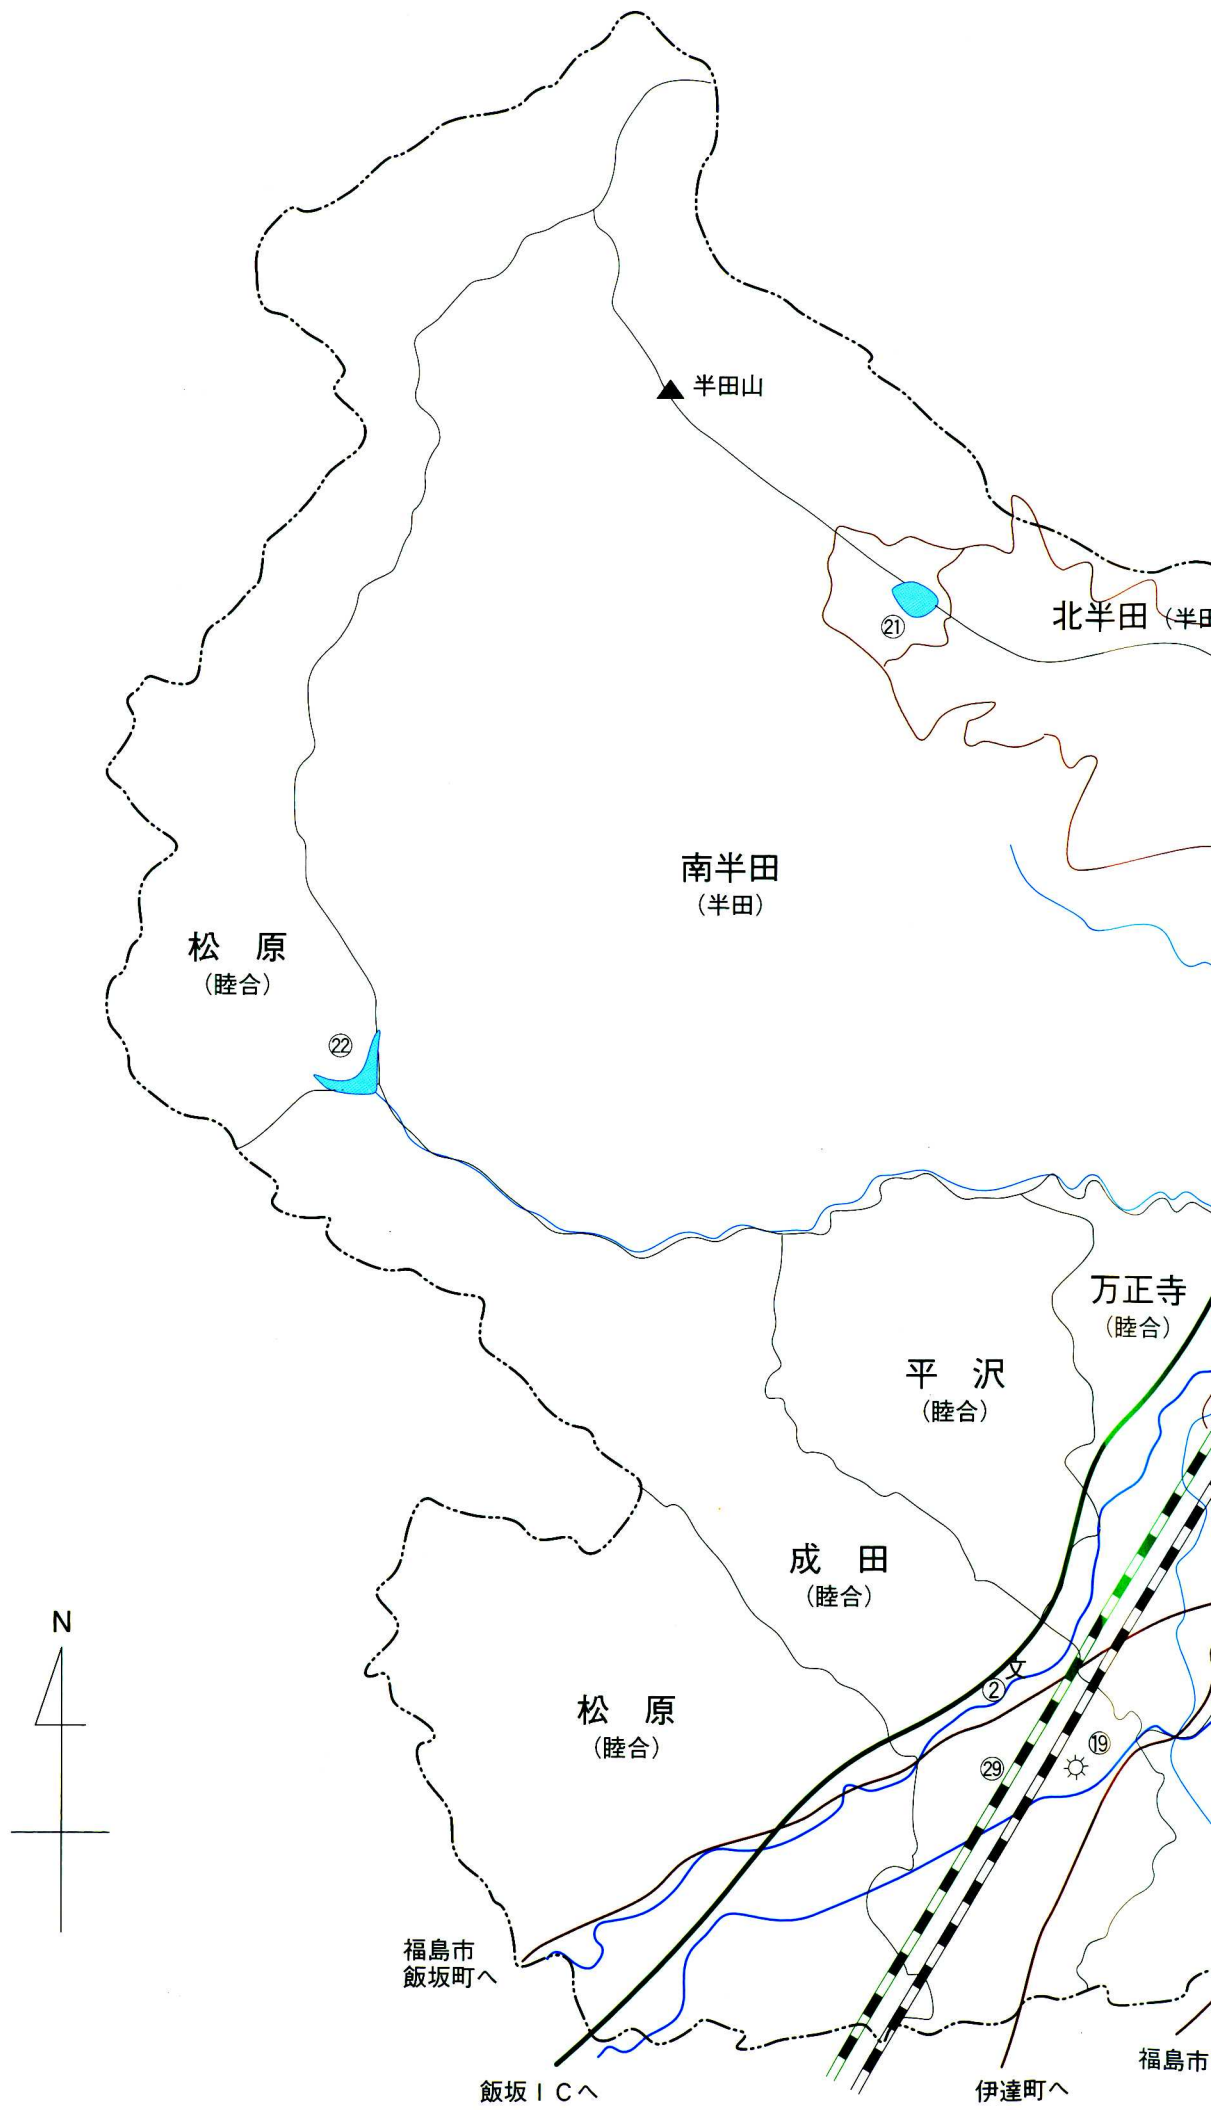 半田山
北半田（半田
㉑
南半田
（半田）
松　原
（睦合）
㉒
万正寺
（睦合）
平　沢
（睦合）
成　田
（睦合）
N
文
②
松　原
（睦合）
⑲
㉙
福島市
飯坂町へ
福島市
飯坂ＩＣへ
伊達町へ